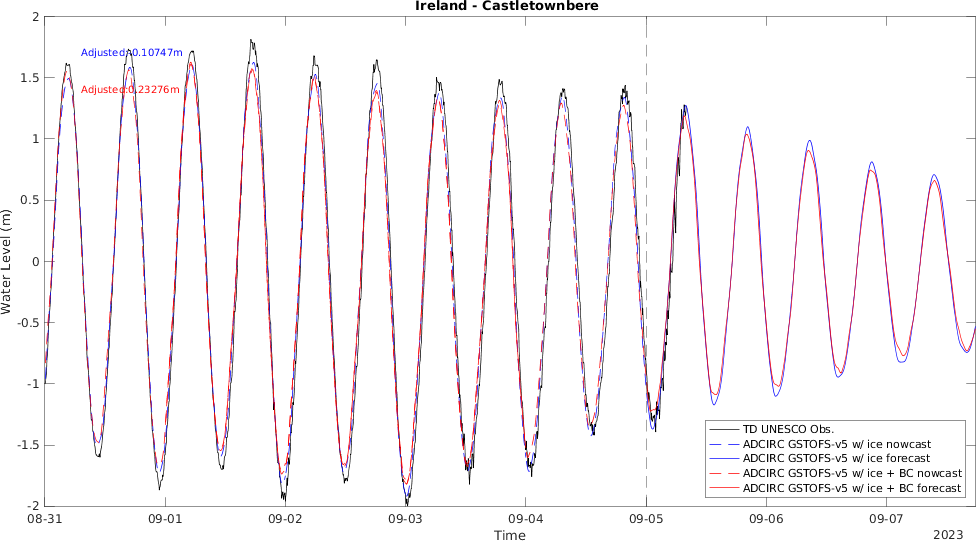 Ireland - Castletownbere
2
1.5
1
0.5
0
-0.5
-1
-1.5
-2
Water Level (m)
Adjusted:-0.10747m
Adjusted:0.23276m
TD UNESCO Obs.
ADCIRC GSTOFS-v5 w/ ice nowcast
ADCIRC GSTOFS-v5 w/ ice forecast
ADCIRC GSTOFS-v5 w/ ice + BC nowcast
ADCIRC GSTOFS-v5 w/ ice + BC forecast
08-31 09-01 09-02 09-03 09-04 09-05 09-06 09-07
Time
2023